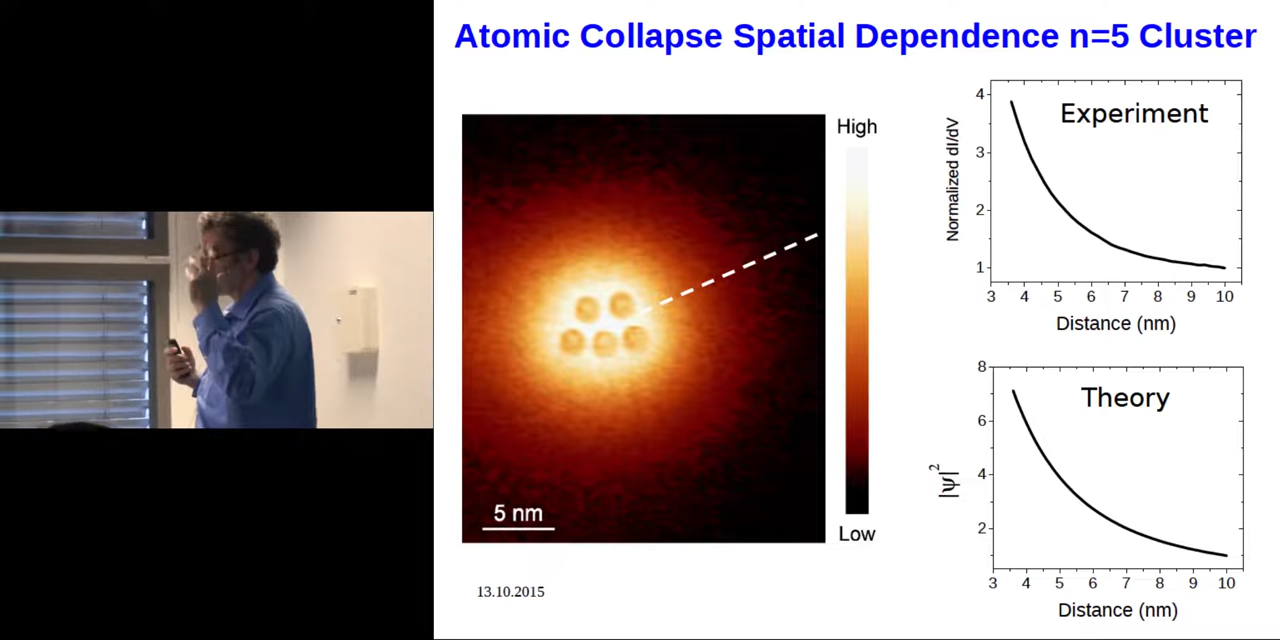 Atomic Collapse Spatial Dependence n=5 Cluster
High
Low
5 nm
13.10.2015
Experiment
Normalized dI/dV
4
3
2
1
3 4 5 6 7 8 9 10
Distance (nm)
Theory
|ψ|²
8
6
4
2
3 4 5 6 7 8 9 10
Distance (nm)